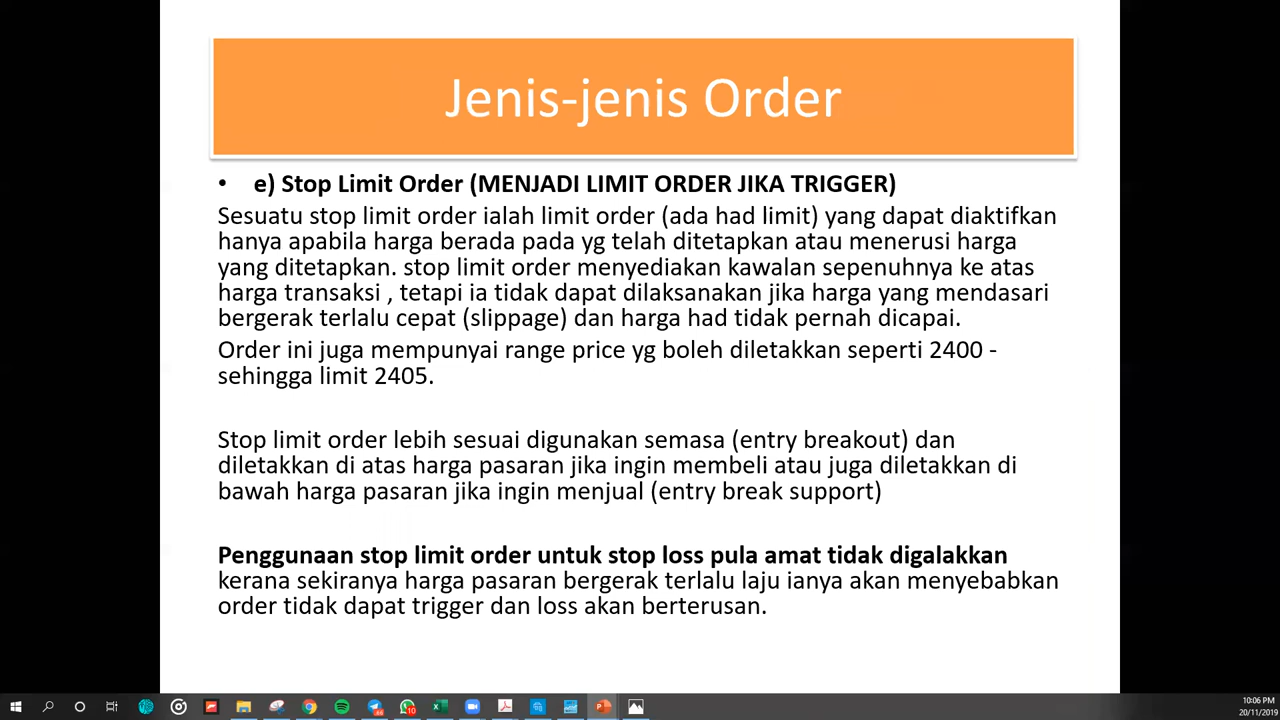 Jenis-jenis Order
• e) Stop Limit Order (MENJADI LIMIT ORDER JIKA TRIGGER)
Sesuatu stop limit order ialah limit order (ada had limit) yang dapat diaktifkan
hanya apabila harga berada pada yg telah ditetapkan atau menerusi harga
yang ditetapkan. stop limit order menyediakan kawalan sepenuhnya ke atas
harga transaksi , tetapi ia tidak dapat dilaksanakan jika harga yang mendasari
bergerak terlalu cepat (slippage) dan harga had tidak pernah dicapai.
Order ini juga mempunyai range price yg boleh diletakkan seperti 2400 -
sehingga limit 2405.
Stop limit order lebih sesuai digunakan semasa (entry breakout) dan
diletakkan di atas harga pasaran jika ingin membeli atau juga diletakkan di
bawah harga pasaran jika ingin menjual (entry break support)
Penggunaan stop limit order untuk stop loss pula amat tidak digalakkan
kerana sekiranya harga pasaran bergerak terlalu laju ianya akan menyebabkan
order tidak dapat trigger dan loss akan berterusan.
10:06 PM
20/11/2019